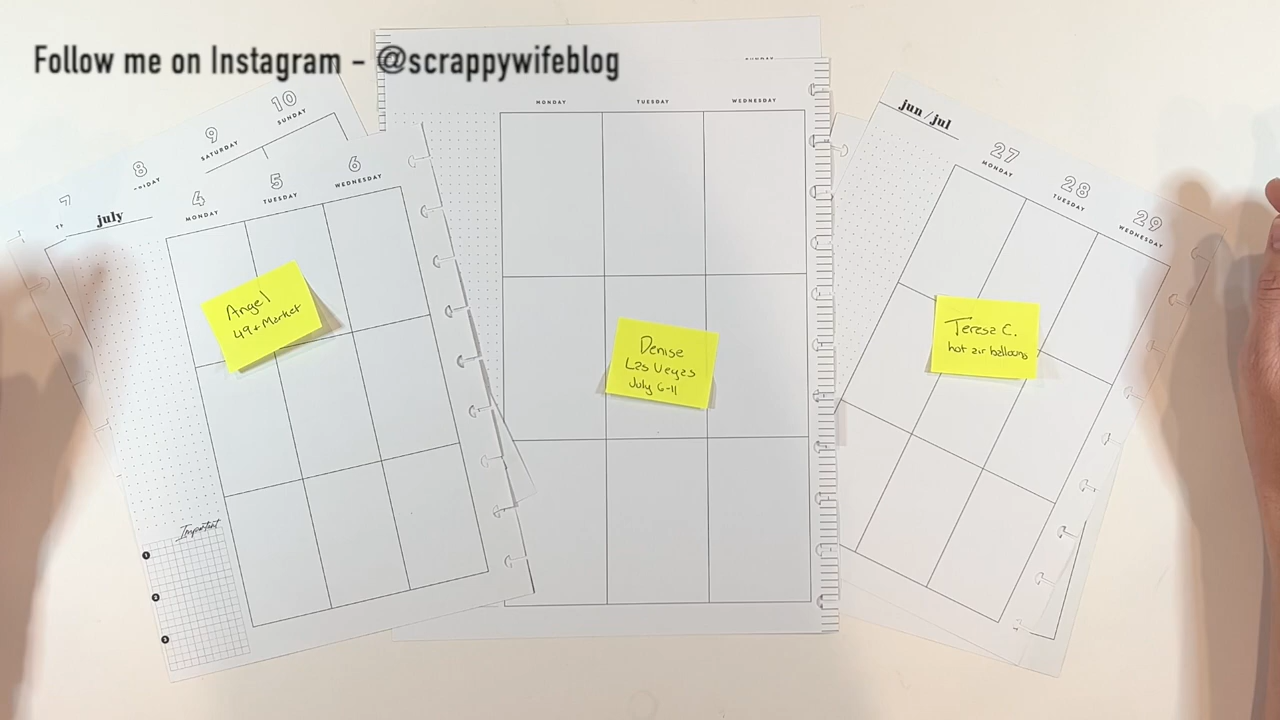 Follow me on Instagram - @scrappywifeblog
10
SUNDAY
9
SATURDAY
8
7
july
4
MONDAY
5
TUESDAY
6
WEDNESDAY
Angel
49+Market
Important
1
2
3
MONDAY
TUESDAY
WEDNESDAY
Denise
Las Vegas
July 6-11
jun/jul
27
MONDAY
28
TUESDAY
29
WEDNESDAY
Teresa C.
hot air balloons